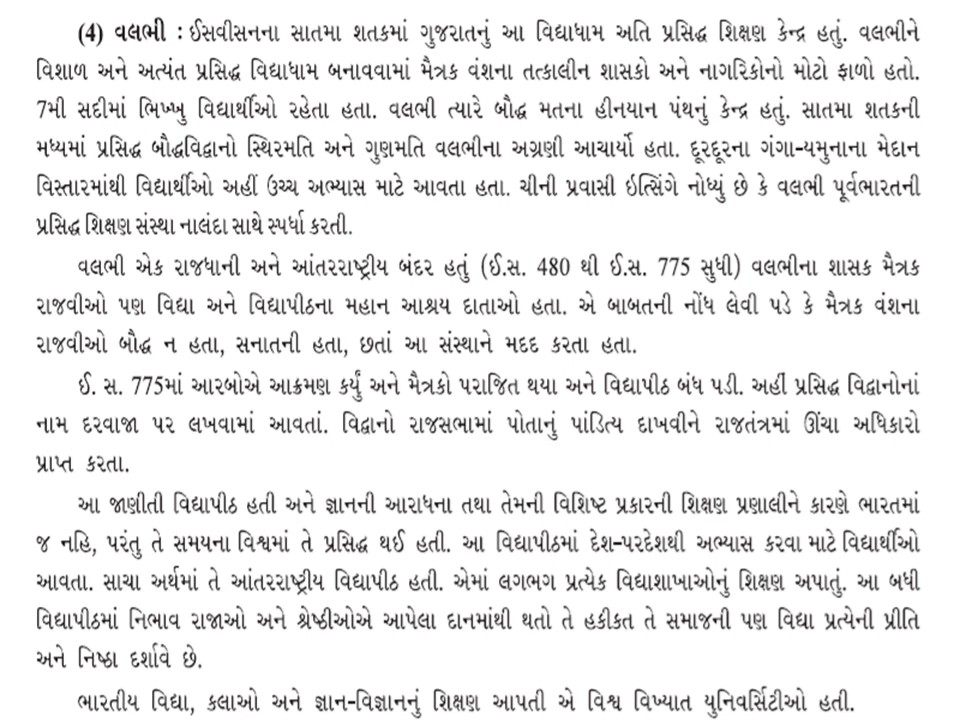 (4) વલભી : ઈસવીસનના સાતમા શતકમાં ગુજરાતનું આ વિદ્યાધામ અતિ પ્રસિદ્ધ શિક્ષણ કેન્દ્ર હતું. વલભીને
વિશાળ અને અત્યંત પ્રસિદ્ધ વિદ્યાધામ બનાવવામાં મૈત્રક વંશના તત્કાલીન શાસકો અને નાગરિકોનો મોટો ફાળો હતો.
7મી સદીમાં ભિખ્ખુ વિદ્યાર્થીઓ રહેતા હતા. વલભી ત્યારે બૌદ્ધ મતના હીનયાન પંથનું કેન્દ્ર હતું. સાતમા શતકની
મધ્યમાં પ્રસિદ્ધ બૌદ્ધવિદ્વાનો સ્થિરમતિ અને ગુણમતિ વલભીના અગ્રણી આચાર્યો હતા. દૂરદૂરના ગંગા-યમુનાના મેદાન
વિસ્તારમાંથી વિદ્યાર્થીઓ અહીં ઉચ્ચ અભ્યાસ માટે આવતા હતા. ચીની પ્રવાસી ઇત્સિંગે નોધ્યું છે કે વલભી પૂર્વભારતની
પ્રસિદ્ધ શિક્ષણ સંસ્થા નાલંદા સાથે સ્પર્ધા કરતી.
વલભી એક રાજધાની અને આંતરરાષ્ટ્રીય બંદર હતું (ઈ.સ. 480 થી ઈ.સ. 775 સુધી) વલભીના શાસક મૈત્રક
રાજવીઓ પણ વિદ્યા અને વિદ્યાપીઠના મહાન આશ્રય દાતાઓ હતા. એ બાબતની નોંધ લેવી પડે કે મૈત્રક વંશના
રાજવીઓ બૌદ્ધ ન હતા, સનાતની હતા, છતાં આ સંસ્થાને મદદ કરતા હતા.
ઈ. સ. 775માં આરબોએ આક્રમણ કર્યું અને મૈત્રકો પરાજિત થયા અને વિદ્યાપીઠ બંધ પડી. અહીં પ્રસિદ્ધ વિદ્વાનોનાં
નામ દરવાજા પર લખવામાં આવતાં. વિદ્વાનો રાજસભામાં પોતાનું પાંડિત્ય દાખવીને રાજતંત્રમાં ઊંચા અધિકારો
પ્રાપ્ત કરતા.
આ જાણીતી વિદ્યાપીઠ હતી અને જ્ઞાનની આરાધના તથા તેમની વિશિષ્ટ પ્રકારની શિક્ષણ પ્રણાલીને કારણે ભારતમાં
જ નહિ, પરંતુ તે સમયના વિશ્વમાં તે પ્રસિદ્ધ થઈ હતી. આ વિદ્યાપીઠમાં દેશ-પરદેશથી અભ્યાસ કરવા માટે વિદ્યાર્થીઓ
આવતા. સાચા અર્થમાં તે આંતરરાષ્ટ્રીય વિદ્યાપીઠ હતી. એમાં લગભગ પ્રત્યેક વિદ્યાશાખાઓનું શિક્ષણ અપાતું. આ બધી
વિદ્યાપીઠમાં નિભાવ રાજાઓ અને શ્રેષ્ઠીઓએ આપેલા દાનમાંથી થતો તે હકીકત તે સમાજની પણ વિદ્યા પ્રત્યેની પ્રીતિ
અને નિષ્ઠા દર્શાવે છે.
ભારતીય વિદ્યા, કલાઓ અને જ્ઞાન-વિજ્ઞાનનું શિક્ષણ આપતી એ વિશ્વ વિખ્યાત યુનિવર્સિટીઓ હતી.